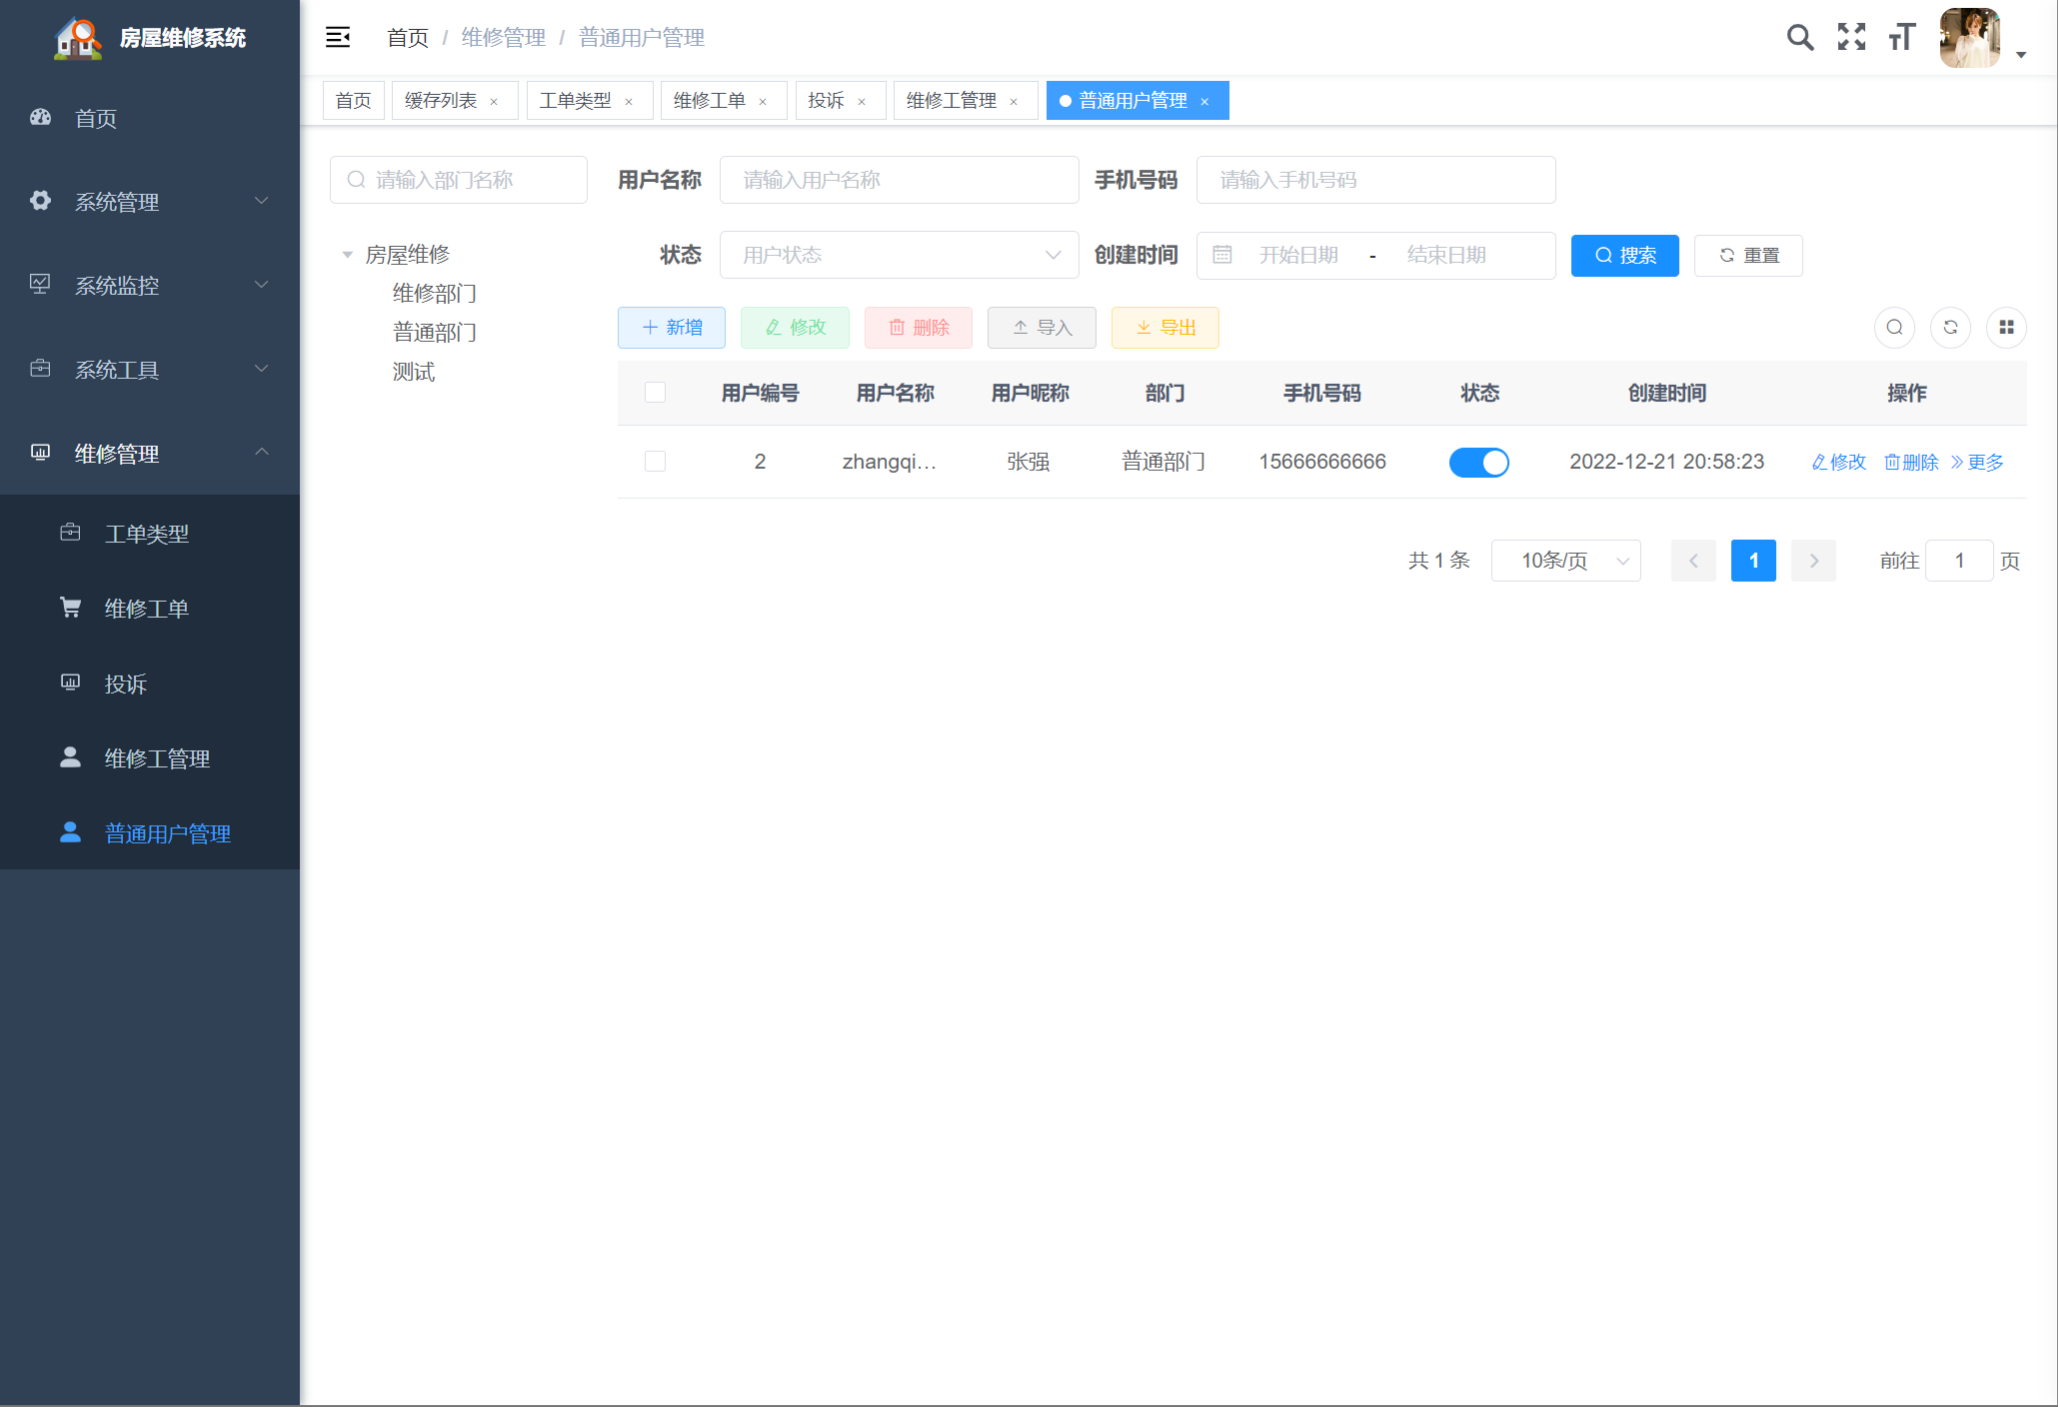 房屋维修系统
首页 / 维修管理 / 普通用户管理
首页
缓存列表 ×
工单类型 ×
维修工单 ×
投诉 ×
维修工管理 ×
普通用户管理 ×
首页
系统管理
系统监控
系统工具
维修管理
工单类型
维修工单
投诉
维修工管理
普通用户管理
请输入部门名称
房屋维修
维修部门
普通部门
测试
用户名称 请输入用户名称 手机号码 请输入手机号码
状态 用户状态 创建时间 开始日期 - 结束日期 搜索 重置
新增 修改 删除 导入 导出
用户编号 用户名称 用户昵称 部门 手机号码 状态 创建时间 操作
2 zhangqi... 张强 普通部门 15666666666 2022-12-21 20:58:23 修改 删除 更多
共 1 条 10条/页 1 前往 1 页